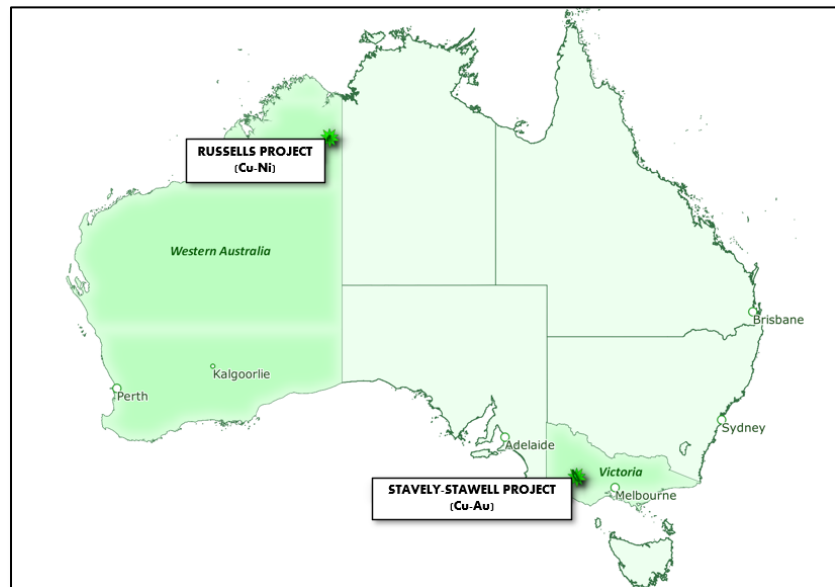 RUSSELLS PROJECT
(Cu-Ni)
Western Australia
Brisbane
Kalgoorlie
Perth
Sydney
Adelaide
Victoria
STAVELY-STAWELL PROJECT
(Cu-Au)
Melbourne